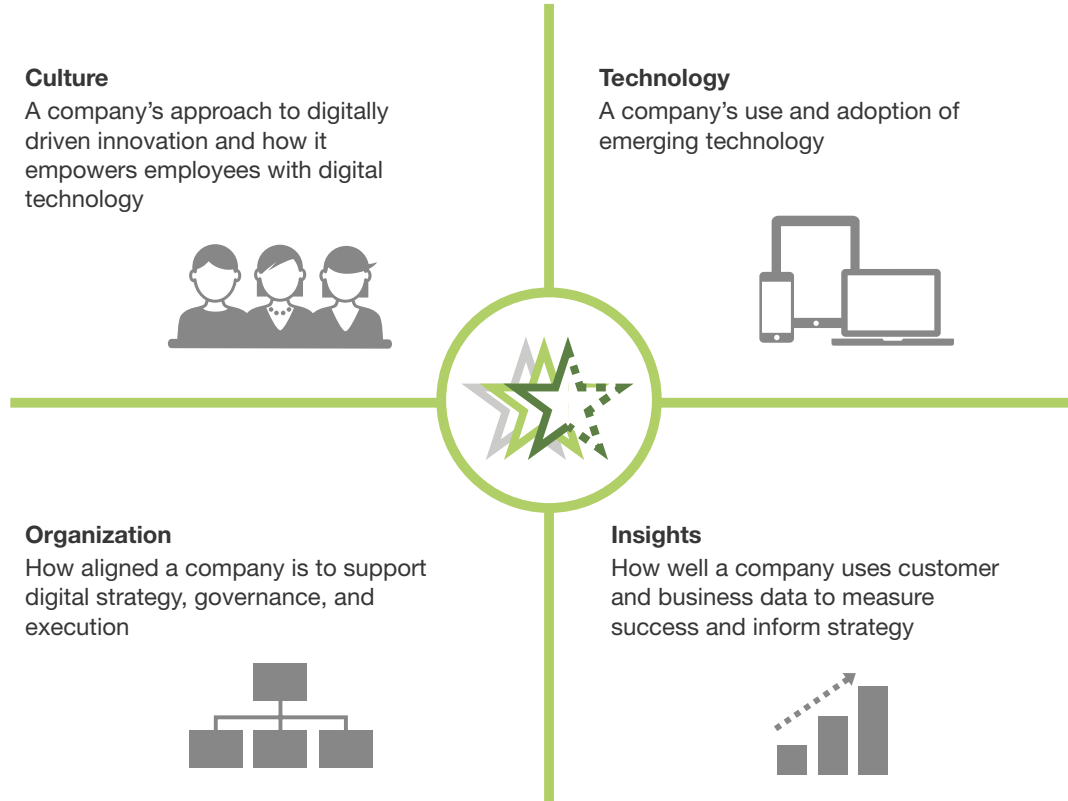 Culture
A company’s approach to digitally
driven innovation and how it
empowers employees with digital
technology
Technology
A company’s use and adoption of
emerging technology
Organization
How aligned a company is to support
digital strategy, governance, and
execution
Insights
How well a company uses customer
and business data to measure
success and inform strategy